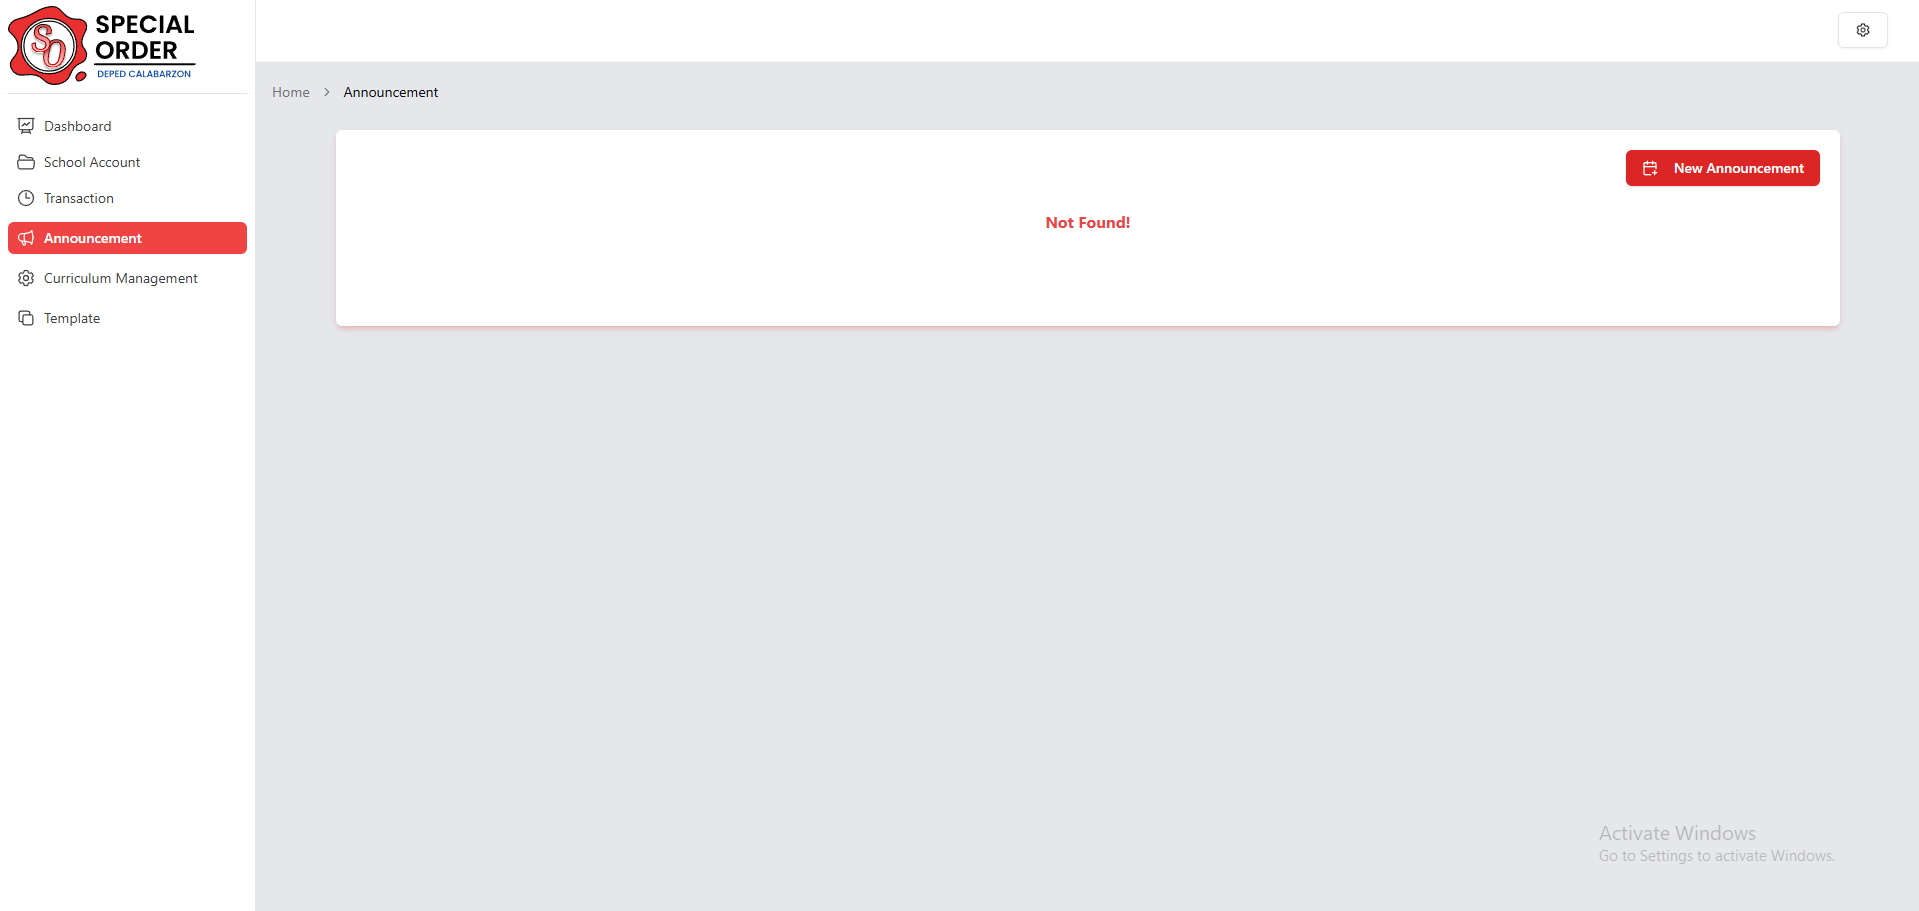 SO
SPECIAL
ORDER
DEPED CALABARZON
Dashboard
School Account
Transaction
Announcement
Curriculum Management
Template
Home > Announcement
New Announcement
Not Found!
Activate Windows
Go to Settings to activate Windows.